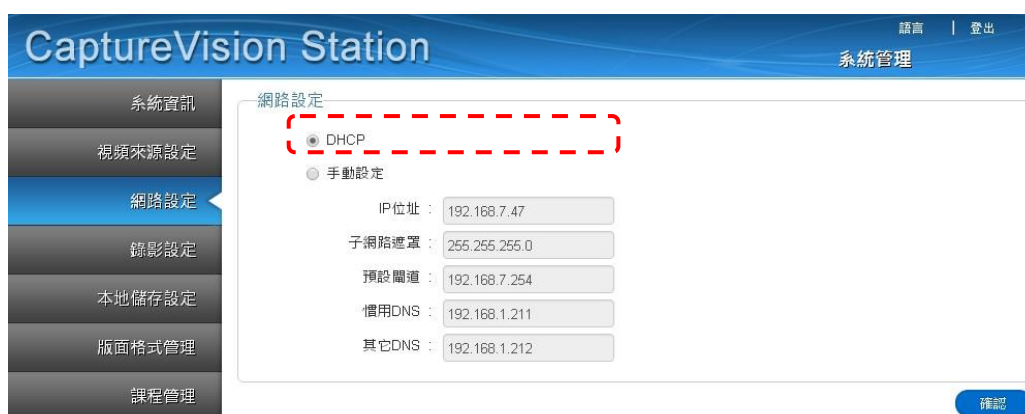 CaptureVision Station
語言 | 登出
系統管理
系統資訊
視頻來源設定
網路設定
錄影設定
本地儲存設定
版面格式管理
課程管理
網路設定
DHCP
手動設定
IP位址 : 192.168.7.47
子網路遮罩 : 255.255.255.0
預設閘道 : 192.168.7.254
慣用DNS : 192.168.1.211
其它DNS : 192.168.1.212
確認